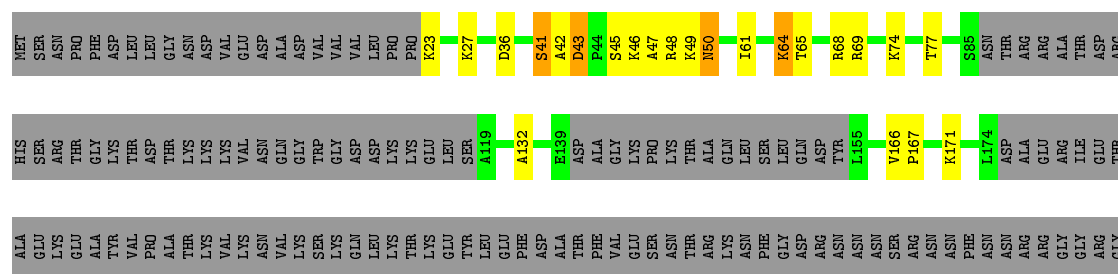 MET SER ASN PRO PHE ASP LEU LEU GLY ASN ASP VAL GLU ASP ALA ASP VAL VAL VAL LEU PRO PRO K23 K27 D36 S41 A42 D43 P44 S45 K46 A47 R48 K49 N50 I61 K64 T65 R68 R69 K74 T77 S85 ASN THR ARG ARG ALA THR ASP ARG
HIS SER ARG THR GLY LYS THR ASP THR LYS LYS LYS VAL ASN GLN GLY TRP GLY ASP ASP LYS LYS GLU LEU SER A119 A132 E139 ASP ALA GLY LYS PRO LYS THR ALA GLN LEU SER LEU GLN ASP TYR L155 V166 P167 K171 L174 ASP ALA GLU ARG ILE GLU THR
ALA GLU LYS GLU ALA TYR VAL PRO ALA THR LYS VAL LYS ASN VAL LYS SER LYS GLN LEU LYS THR LYS GLU TYR LEU GLU PHE ASP ALA THR PHE VAL GLU SER ASN THR ARG LYS ASN PHE GLY ASP ARG ASN ASN ASN SER ARG ASN ASN PHE ASN ASN ARG ARG GLY GLY ARG GLY